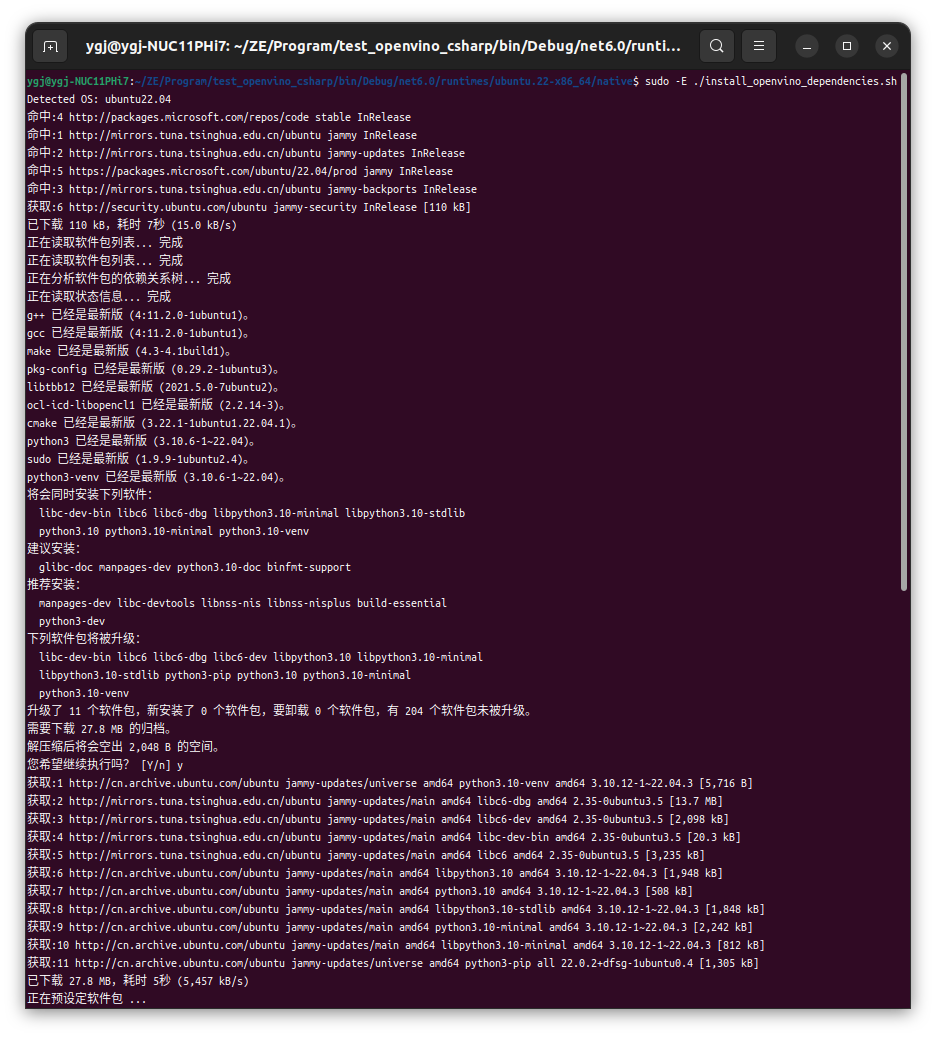 ygj@ygj-NUC11PHi7: ~/ZE/Program/test_openvino_csharp/bin/Debug/net6.0/runti...
ygj@ygj-NUC11PHi7:~/ZE/Program/test_openvino_csharp/bin/Debug/net6.0/runtimes/ubuntu.22-x86_64/native$ sudo -E ./install_openvino_dependencies.sh
Detected OS: ubuntu22.04
命中:4 http://packages.microsoft.com/repos/code stable InRelease
命中:1 http://mirrors.tuna.tsinghua.edu.cn/ubuntu jammy InRelease
命中:2 http://mirrors.tuna.tsinghua.edu.cn/ubuntu jammy-updates InRelease
命中:5 https://packages.microsoft.com/ubuntu/22.04/prod jammy InRelease
命中:3 http://mirrors.tuna.tsinghua.edu.cn/ubuntu jammy-backports InRelease
获取:6 http://security.ubuntu.com/ubuntu jammy-security InRelease [110 kB]
已下载 110 kB，耗时 7秒 (15.0 kB/s)
正在读取软件包列表... 完成
正在读取软件包列表... 完成
正在分析软件包的依赖关系树... 完成
正在读取状态信息... 完成
g++ 已经是最新版 (4:11.2.0-1ubuntu1)。
gcc 已经是最新版 (4:11.2.0-1ubuntu1)。
make 已经是最新版 (4.3-4.1build1)。
pkg-config 已经是最新版 (0.29.2-1ubuntu3)。
libtbb12 已经是最新版 (2021.5.0-7ubuntu2)。
ocl-icd-libopencl1 已经是最新版 (2.2.14-3)。
cmake 已经是最新版 (3.22.1-1ubuntu1.22.04.1)。
python3 已经是最新版 (3.10.6-1~22.04)。
sudo 已经是最新版 (1.9.9-1ubuntu2.4)。
python3-venv 已经是最新版 (3.10.6-1~22.04)。
将会同时安装下列软件：
  libc-dev-bin libc6 libc6-dbg libpython3.10-minimal libpython3.10-stdlib
  python3.10 python3.10-minimal python3.10-venv
建议安装：
  glibc-doc manpages-dev python3.10-doc binfmt-support
推荐安装：
  manpages-dev libc-devtools libnss-nis libnss-nisplus build-essential
  python3-dev
下列软件包将被升级：
  libc-dev-bin libc6 libc6-dbg libc6-dev libpython3.10 libpython3.10-minimal
  libpython3.10-stdlib python3-pip python3.10 python3.10-minimal
  python3.10-venv
升级了 11 个软件包，新安装了 0 个软件包，要卸载 0 个软件包，有 204 个软件包未被升级。
需要下载 27.8 MB 的归档。
解压缩后将会空出 2,048 B 的空间。
您希望继续执行吗？ [Y/n] y
获取:1 http://cn.archive.ubuntu.com/ubuntu jammy-updates/universe amd64 python3.10-venv amd64 3.10.12-1~22.04.3 [5,716 B]
获取:2 http://mirrors.tuna.tsinghua.edu.cn/ubuntu jammy-updates/main amd64 libc6-dbg amd64 2.35-0ubuntu3.5 [13.7 MB]
获取:3 http://mirrors.tuna.tsinghua.edu.cn/ubuntu jammy-updates/main amd64 libc6-dev amd64 2.35-0ubuntu3.5 [2,098 kB]
获取:4 http://mirrors.tuna.tsinghua.edu.cn/ubuntu jammy-updates/main amd64 libc-dev-bin amd64 2.35-0ubuntu3.5 [20.3 kB]
获取:5 http://mirrors.tuna.tsinghua.edu.cn/ubuntu jammy-updates/main amd64 libc6 amd64 2.35-0ubuntu3.5 [3,235 kB]
获取:6 http://cn.archive.ubuntu.com/ubuntu jammy-updates/main amd64 libpython3.10 amd64 3.10.12-1~22.04.3 [1,948 kB]
获取:7 http://cn.archive.ubuntu.com/ubuntu jammy-updates/main amd64 python3.10 amd64 3.10.12-1~22.04.3 [508 kB]
获取:8 http://cn.archive.ubuntu.com/ubuntu jammy-updates/main amd64 libpython3.10-stdlib amd64 3.10.12-1~22.04.3 [1,848 kB]
获取:9 http://cn.archive.ubuntu.com/ubuntu jammy-updates/main amd64 python3.10-minimal amd64 3.10.12-1~22.04.3 [2,242 kB]
获取:10 http://cn.archive.ubuntu.com/ubuntu jammy-updates/main amd64 libpython3.10-minimal amd64 3.10.12-1~22.04.3 [812 kB]
获取:11 http://cn.archive.ubuntu.com/ubuntu jammy-updates/universe amd64 python3-pip all 22.0.2+dfsg-1ubuntu0.4 [1,305 kB]
已下载 27.8 MB，耗时 5秒 (5,457 kB/s)
正在预设定软件包 ...